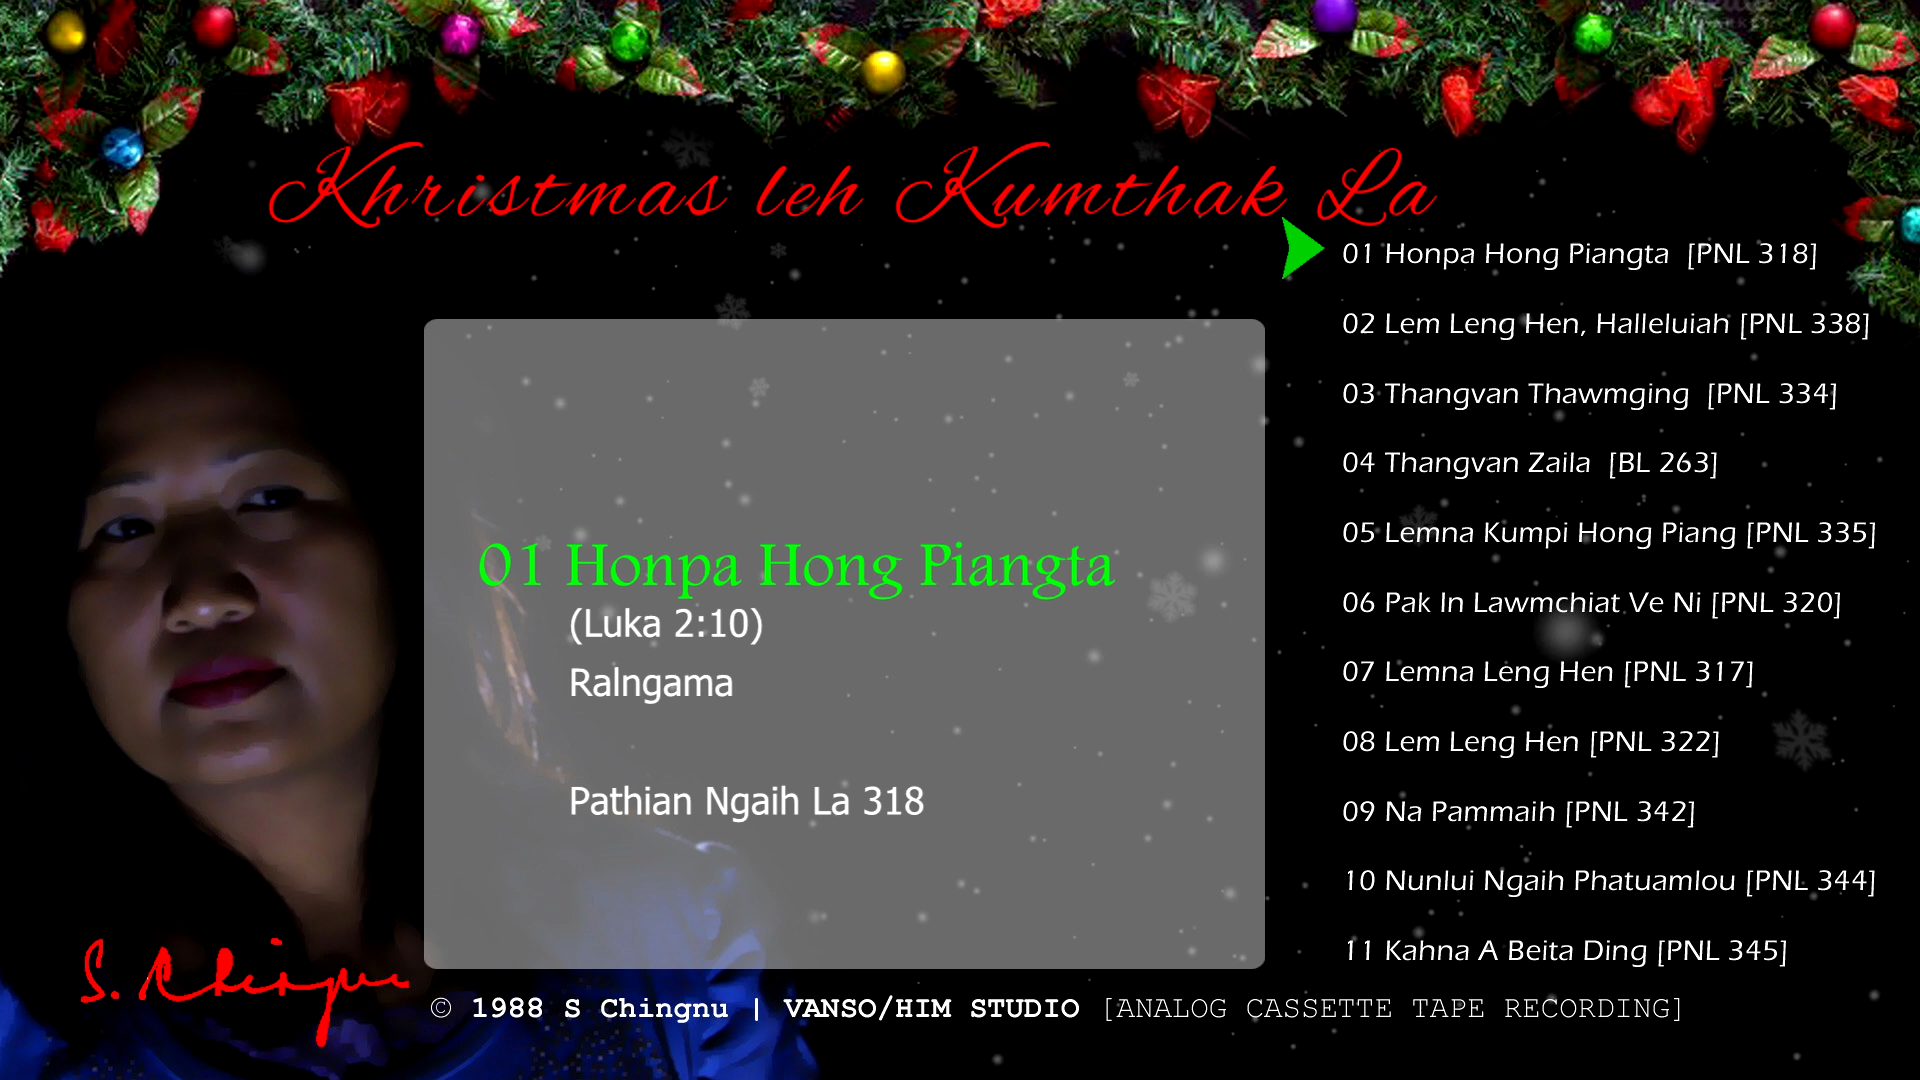 Khristmas leh Kumthak La
01 Honpa Hong Piangta [PNL 318]
02 Lem Leng Hen, Halleluiah [PNL 338]
03 Thangvan Thawmging [PNL 334]
04 Thangvan Zaila [BL 263]
05 Lemna Kumpi Hong Piang [PNL 335]
06 Pak In Lawmchiat Ve Ni [PNL 320]
07 Lemna Leng Hen [PNL 317]
08 Lem Leng Hen [PNL 322]
09 Na Pammaih [PNL 342]
10 Nunlui Ngaih Phatuamlou [PNL 344]
11 Kahna A Beita Ding [PNL 345]
01 Honpa Hong Piangta
(Luka 2:10)
Ralngama
Pathian Ngaih La 318
S. Chingnu
© 1988 S Chingnu | VANSO/HIM STUDIO [ANALOG CASSETTE TAPE RECORDING]